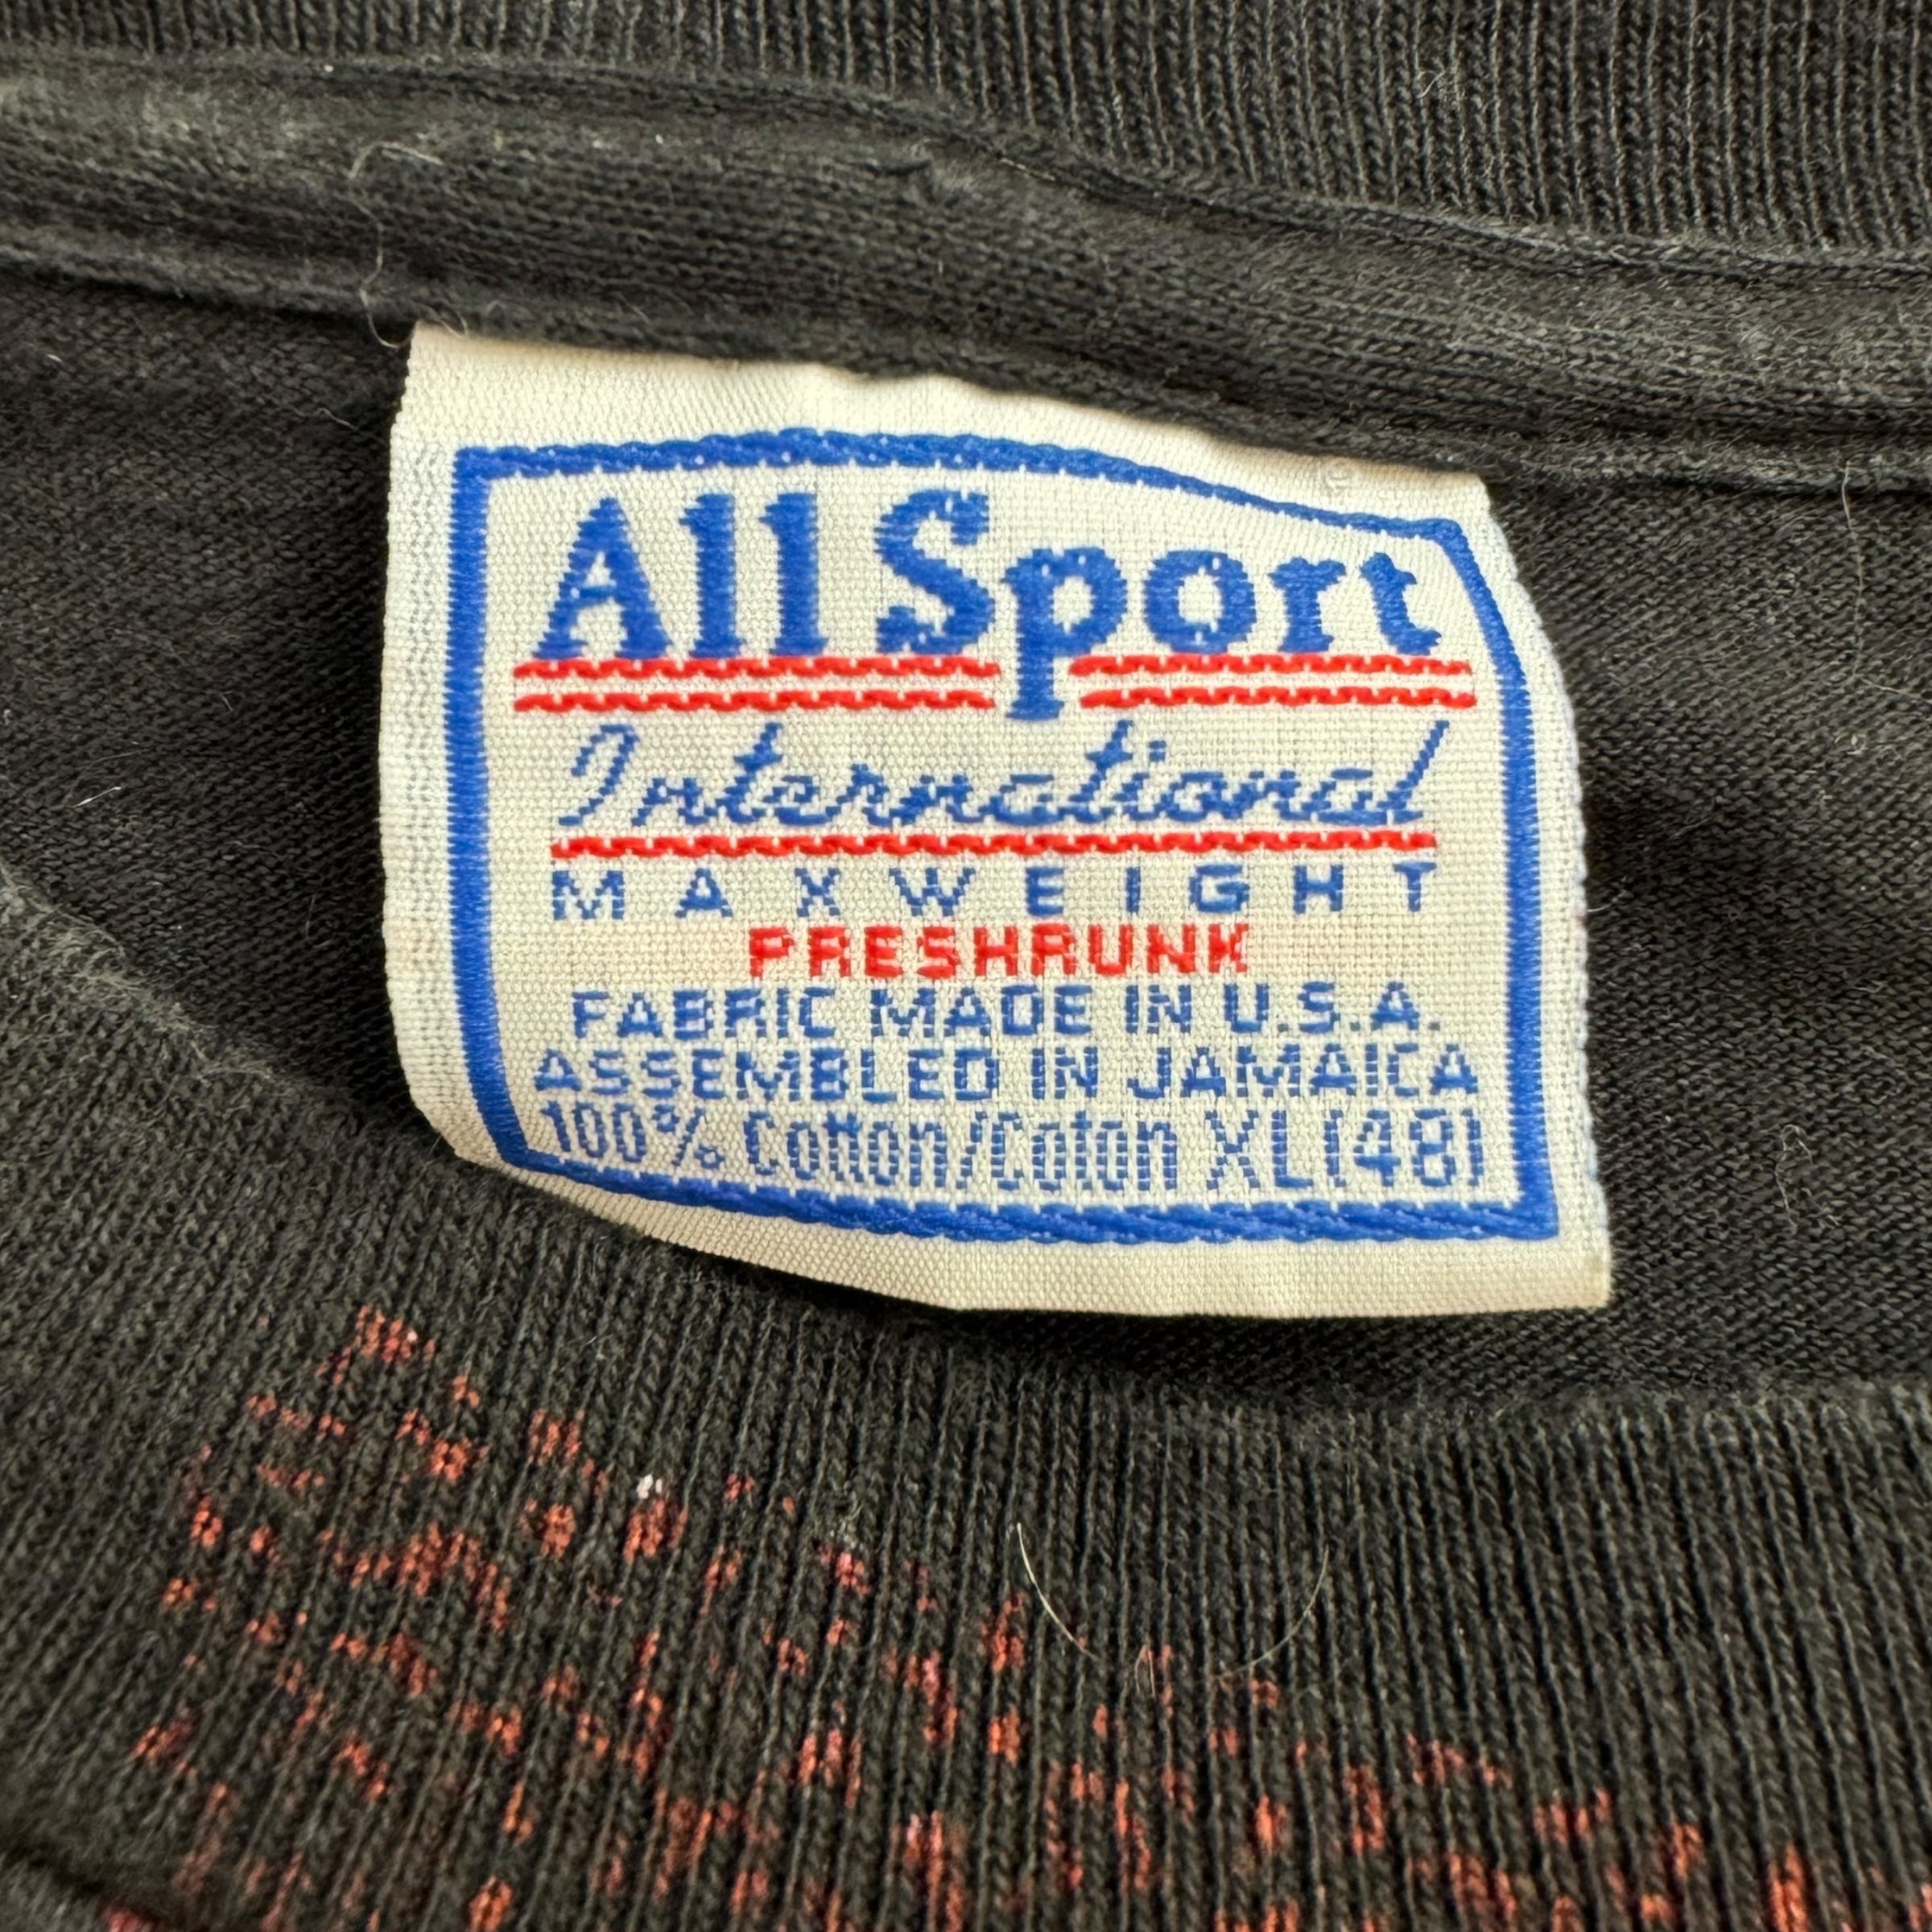 All Sport
International
MAXWEIGHT
PRESHRUNK
FABRIC MADE IN U.S.A.
ASSEMBLED IN JAMAICA
100% Cotton/Coton XL(48)